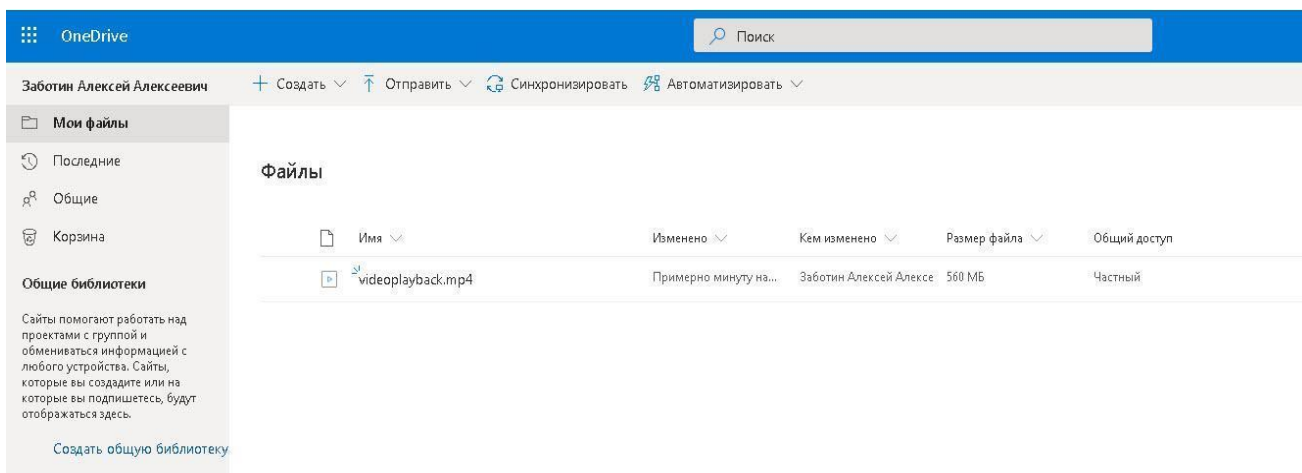 OneDrive
Поиск
Заботин Алексей Алексеевич
Создать
Отправить
Синхронизировать
Автоматизировать
Мои файлы
Последние
Общие
Корзина
Общие библиотеки
Сайты помогают работать над
проектами с группой и
обмениваться информацией с
любого устройства. Сайты,
которые вы создадите или на
которые вы подпишетесь, будут
отображаться здесь.
Создать общую библиотеку
Файлы
Имя
Изменено
Кем изменено
Размер файла
Общий доступ
videoplayback.mp4
Примерно минуту на...
Заботин Алексей Алексе
560 МБ
Частный